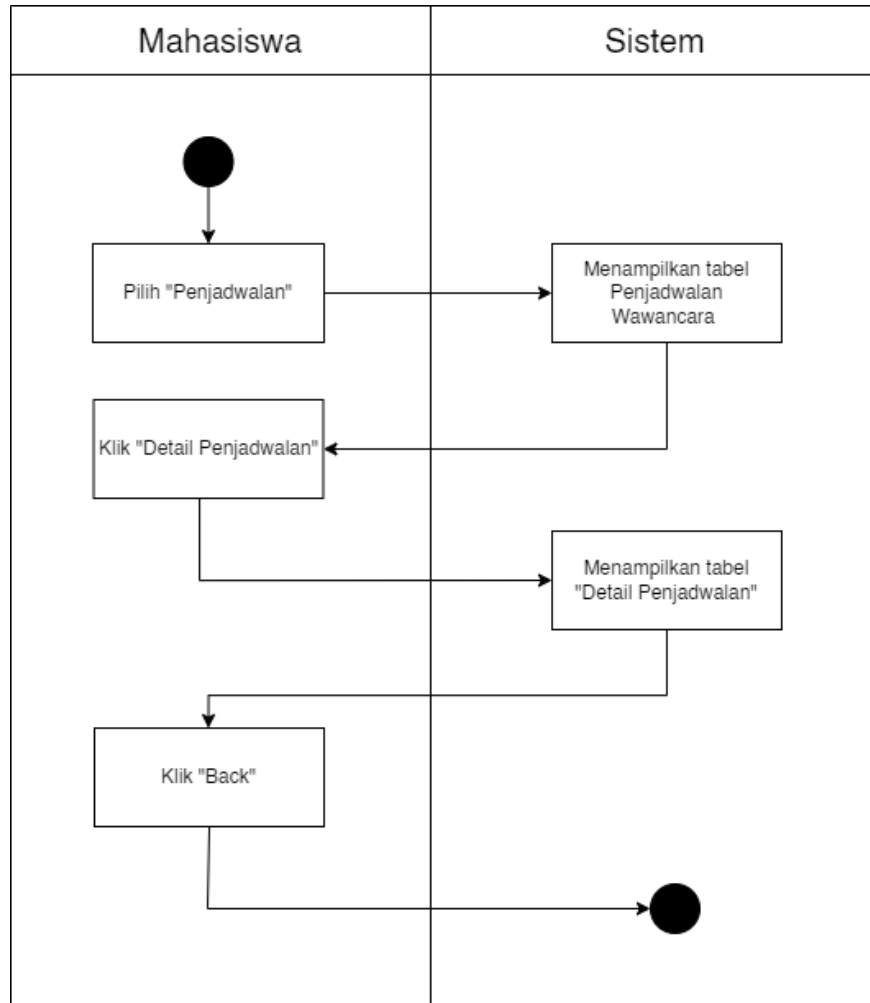 Mahasiswa
Sistem
Pilih "Penjadwalan"
Menampilkan tabel
Penjadwalan
Wawancara
Klik "Detail Penjadwalan"
Menampilkan tabel
"Detail Penjadwalan"
Klik "Back"